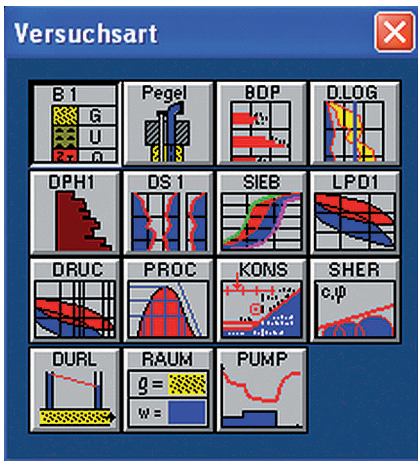 Versuchsart
B 1
G
U
Q
Pegel
BDP
D.LOG
DPH1
DS 1
SIEB
LPD1
DRUC
PROC
KONS
SHER
c,φ
DURL
RAUM
g =
w =
PUMP